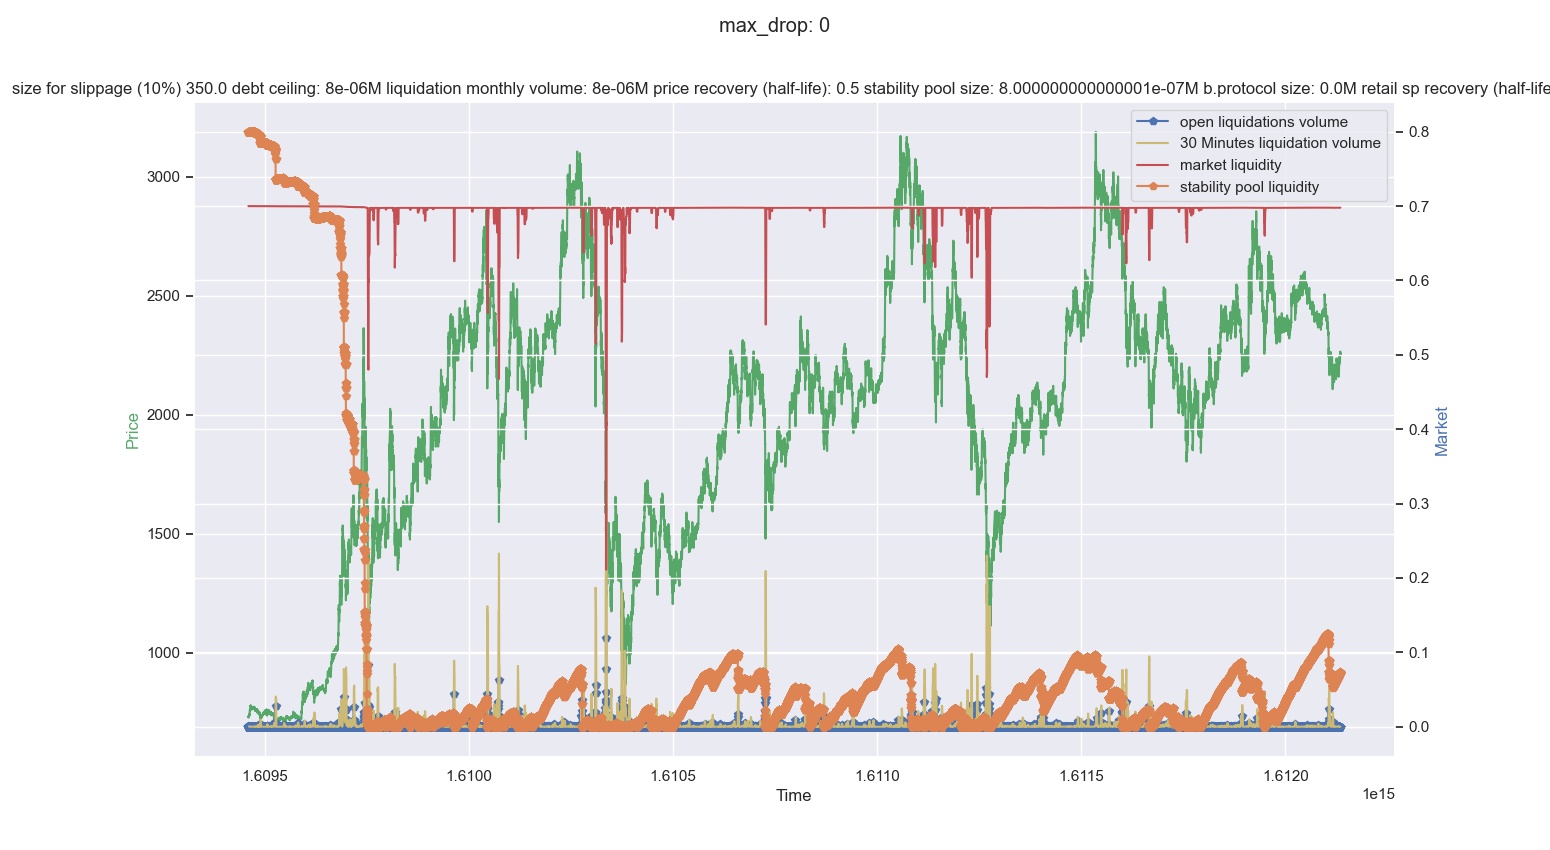 max_drop: 0
size for slippage (10%) 350.0 debt ceiling: 8e-06M liquidation monthly volume: 8e-06M price recovery (half-life): 0.5 stability pool size: 8.000000000000001e-07M b.protocol size: 0.0M retail sp recovery (half-life
open liquidations volume
30 Minutes liquidation volume
market liquidity
stability pool liquidity
3000
2500
2000
1500
1000
Price
0.8
0.7
0.6
0.5
0.4
0.3
0.2
0.1
0.0
Market
1.6095
1.6100
1.6105
1.6110
1.6115
1.6120
Time
1e15